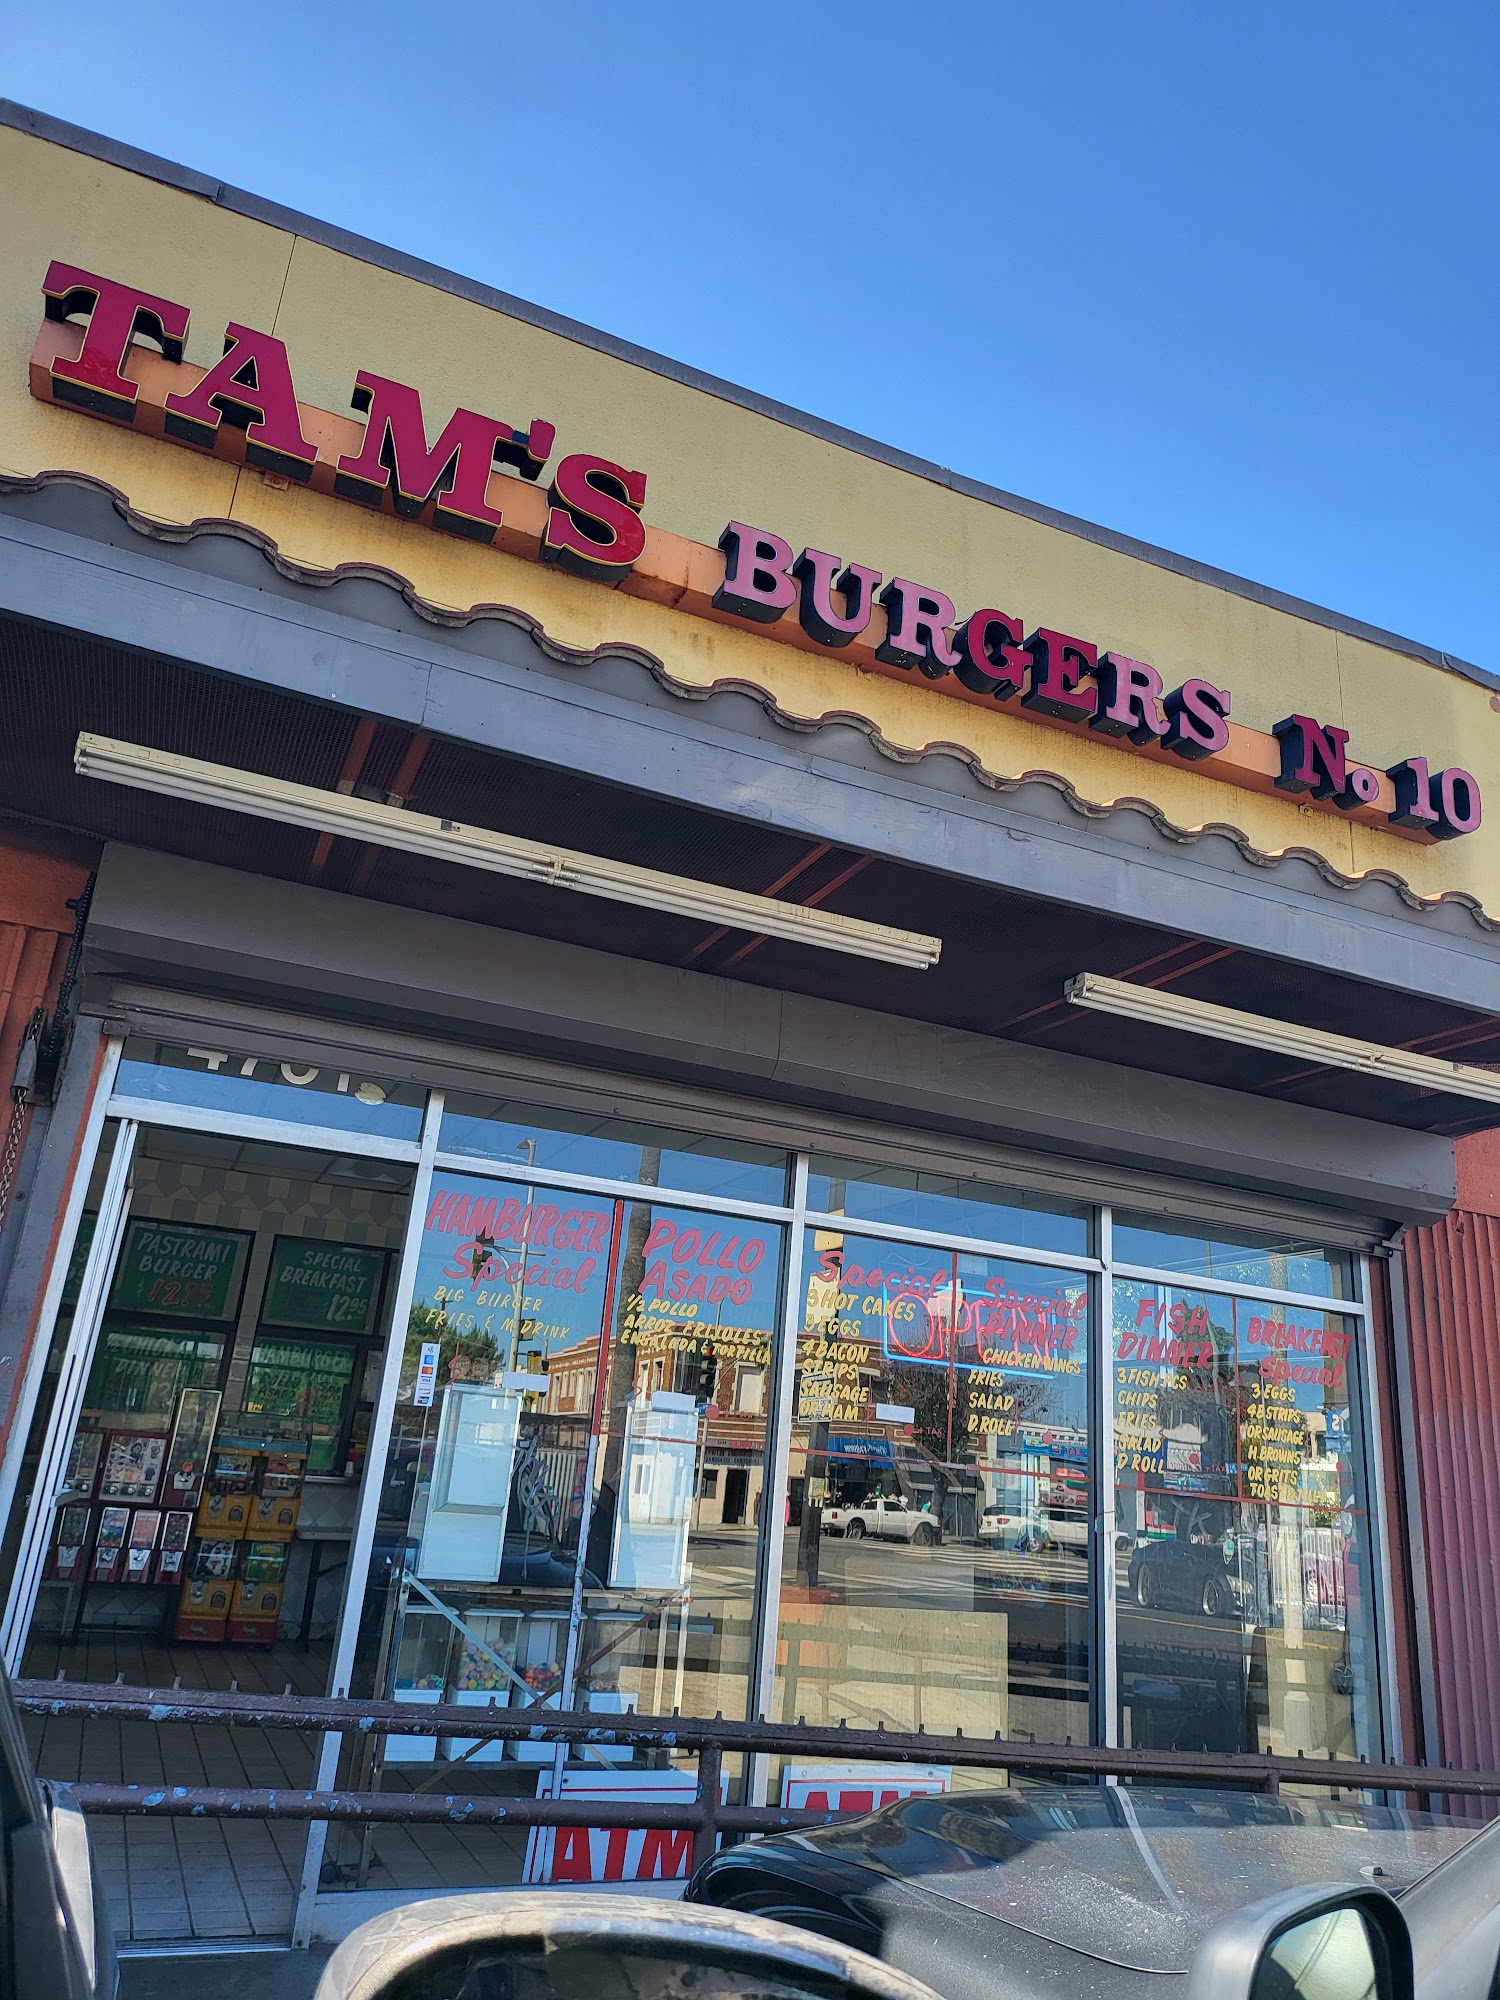 TAM'S BURGERS No 10
4701
PASTRAMI
BURGER
SPECIAL
BREAKFAST
12.95
HAMBURGER
Special
BIG BURGER
FRIES & M. DRINK
POLLO
ASADO
1/2 POLLO
ARROZ FRIJOLES
ENSALADA & TORTILLA
Special
3 HOT CAKES
3 EGGS
4 BACON
STRIPS
SAUSAGE
OR HAM
OPEN
Special
DINNER
CHICKEN WINGS
FRIES
SALAD
D. ROLL
FISH
DINNER
3 FISH PCS
CHIPS
FRIES
SALAD
D ROLL
BREAKFAST
Special
3 EGGS
4 B STRIPS
OR SAUSAGE
H. BROWNS
OR GRITS
ATM
ATM